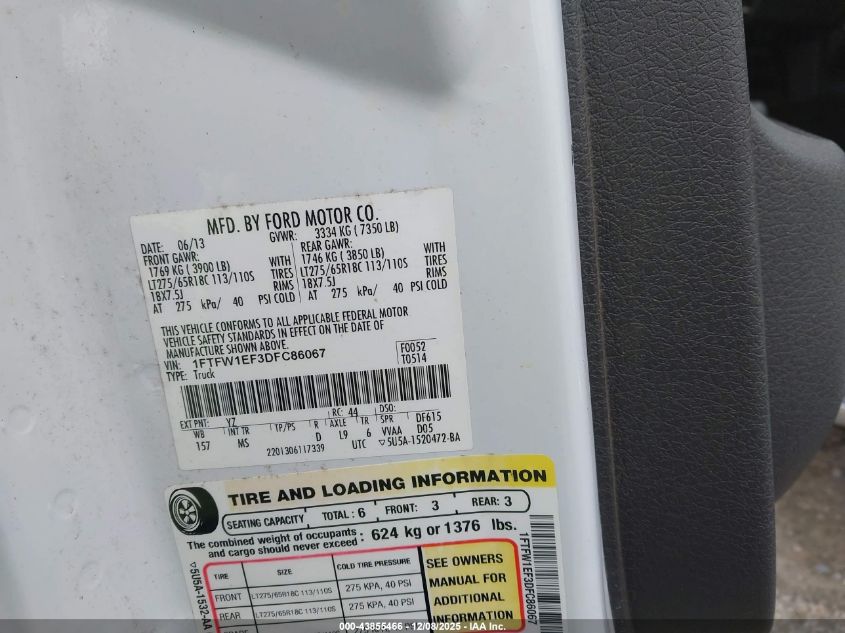 MFD. BY FORD MOTOR CO.
DATE: 06/13 GVWR: 3334 KG ( 7350 LB)
FRONT GAWR: REAR GAWR:
1769 KG ( 3900 LB) WITH 1746 KG ( 3850 LB) WITH
LT275/65R18C 113/110S TIRES LT275/65R18C 113/110S TIRES
18X7.5J RIMS 18X7.5J RIMS
AT 275 kPa/ 40 PSI COLD AT 275 kPa/ 40 PSI COLD
THIS VEHICLE CONFORMS TO ALL APPLICABLE FEDERAL MOTOR
VEHICLE SAFETY STANDARDS IN EFFECT ON THE DATE OF
MANUFACTURE SHOWN ABOVE.
VIN: 1FTFW1EF3DFC86067 F0052
TYPE: Truck T0514
EXT PNT: YZ RC: 44 DSO:
WB INT TR TP/PS R AXLE TR SPR DF615
157 MS D L9 6 VVAA D05
2201306117339 UTC ▽5U5A-1520472-BA
TIRE AND LOADING INFORMATION
SEATING CAPACITY TOTAL : 6 FRONT: 3 REAR: 3
The combined weight of occupants
and cargo should never exceed : 624 kg or 1376 lbs.
TIRE SIZE COLD TIRE PRESSURE
FRONT LT275/65R18C 113/110S 275 KPA, 40 PSI
REAR LT275/65R18C 113/110S 275 KPA, 40 PSI
SEE OWNERS
MANUAL FOR
ADDITIONAL
INFORMATION
▽5U5A-1532-AA
1FTFW1EF3DFC86067
000-43855466 - 12/08/2025 - IAA, Inc.